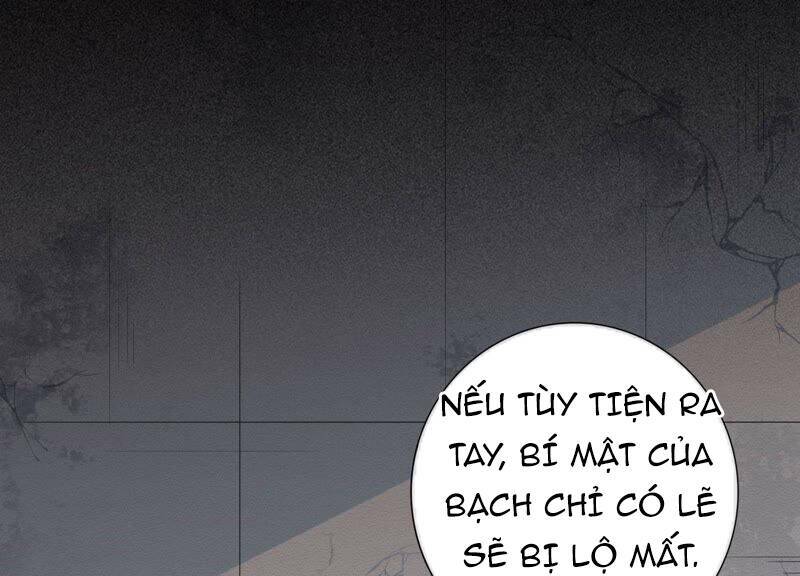 NẾU TÙY TIỆN RA
TAY, BÍ MẬT CỦA
BẠCH CHỈ CÓ LẼ
SẼ BỊ LỘ MẤT.